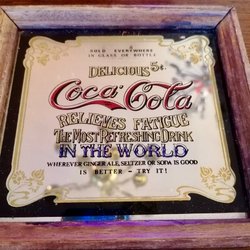 SOLD EVERYWHERE
IN GLASS OR BOTTLE
DELICIOUS 5¢.
Coca-Cola
RELIEVES FATIGUE
THE MOST REFRESHING DRINK
IN THE WORLD
WHEREVER GINGER ALE, SELTZER OR SODA IS GOOD
IS BETTER - TRY IT!